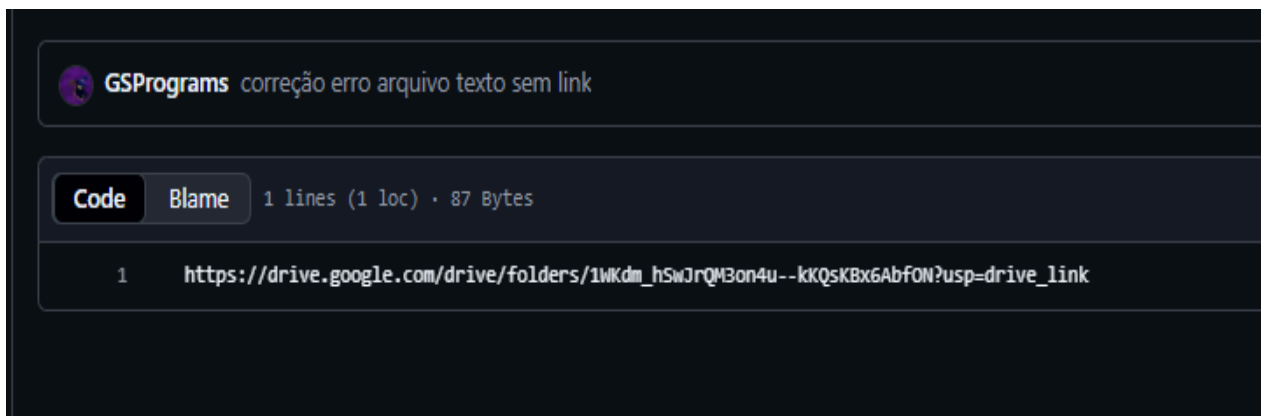 GSPrograms correção erro arquivo texto sem link
Code Blame 1 lines (1 loc) · 87 Bytes
1 https://drive.google.com/drive/folders/1WKdm_hSwJrQM3on4u--kKQsKBx6AbfON?usp=drive_link